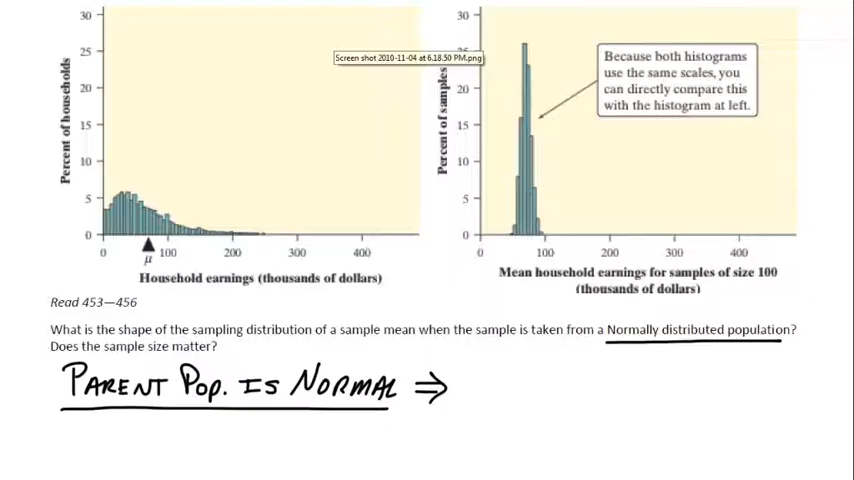 30
25
20
15
10
5
0
Percent of households
0
100
200
300
400
μ
Household earnings (thousands of dollars)
Screen shot 2010-11-04 at 6.18.50 PM.png
30
25
20
15
10
5
0
Percent of samples
Because both histograms
use the same scales, you
can directly compare this
with the histogram at left.
0
100
200
300
400
Mean household earnings for samples of size 100
(thousands of dollars)
Read 453—456
What is the shape of the sampling distribution of a sample mean when the sample is taken from a Normally distributed population?
Does the sample size matter?
PARENT POP. IS NORMAL ⇒